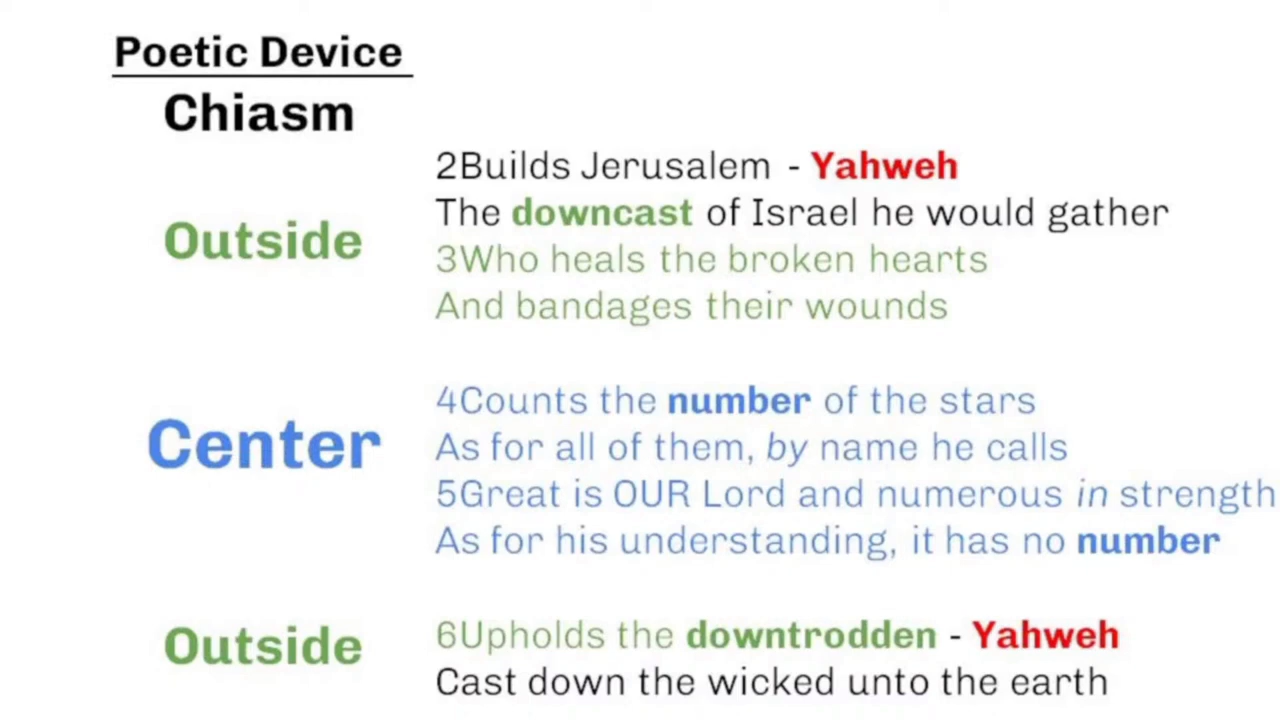 Poetic Device
Chiasm
2Builds Jerusalem - Yahweh
The downcast of Israel he would gather
Outside
3Who heals the broken hearts
And bandages their wounds
4Counts the number of the stars
Center
As for all of them, by name he calls
5Great is OUR Lord and numerous in strength
As for his understanding, it has no number
Outside
6Upholds the downtrodden - Yahweh
Cast down the wicked unto the earth